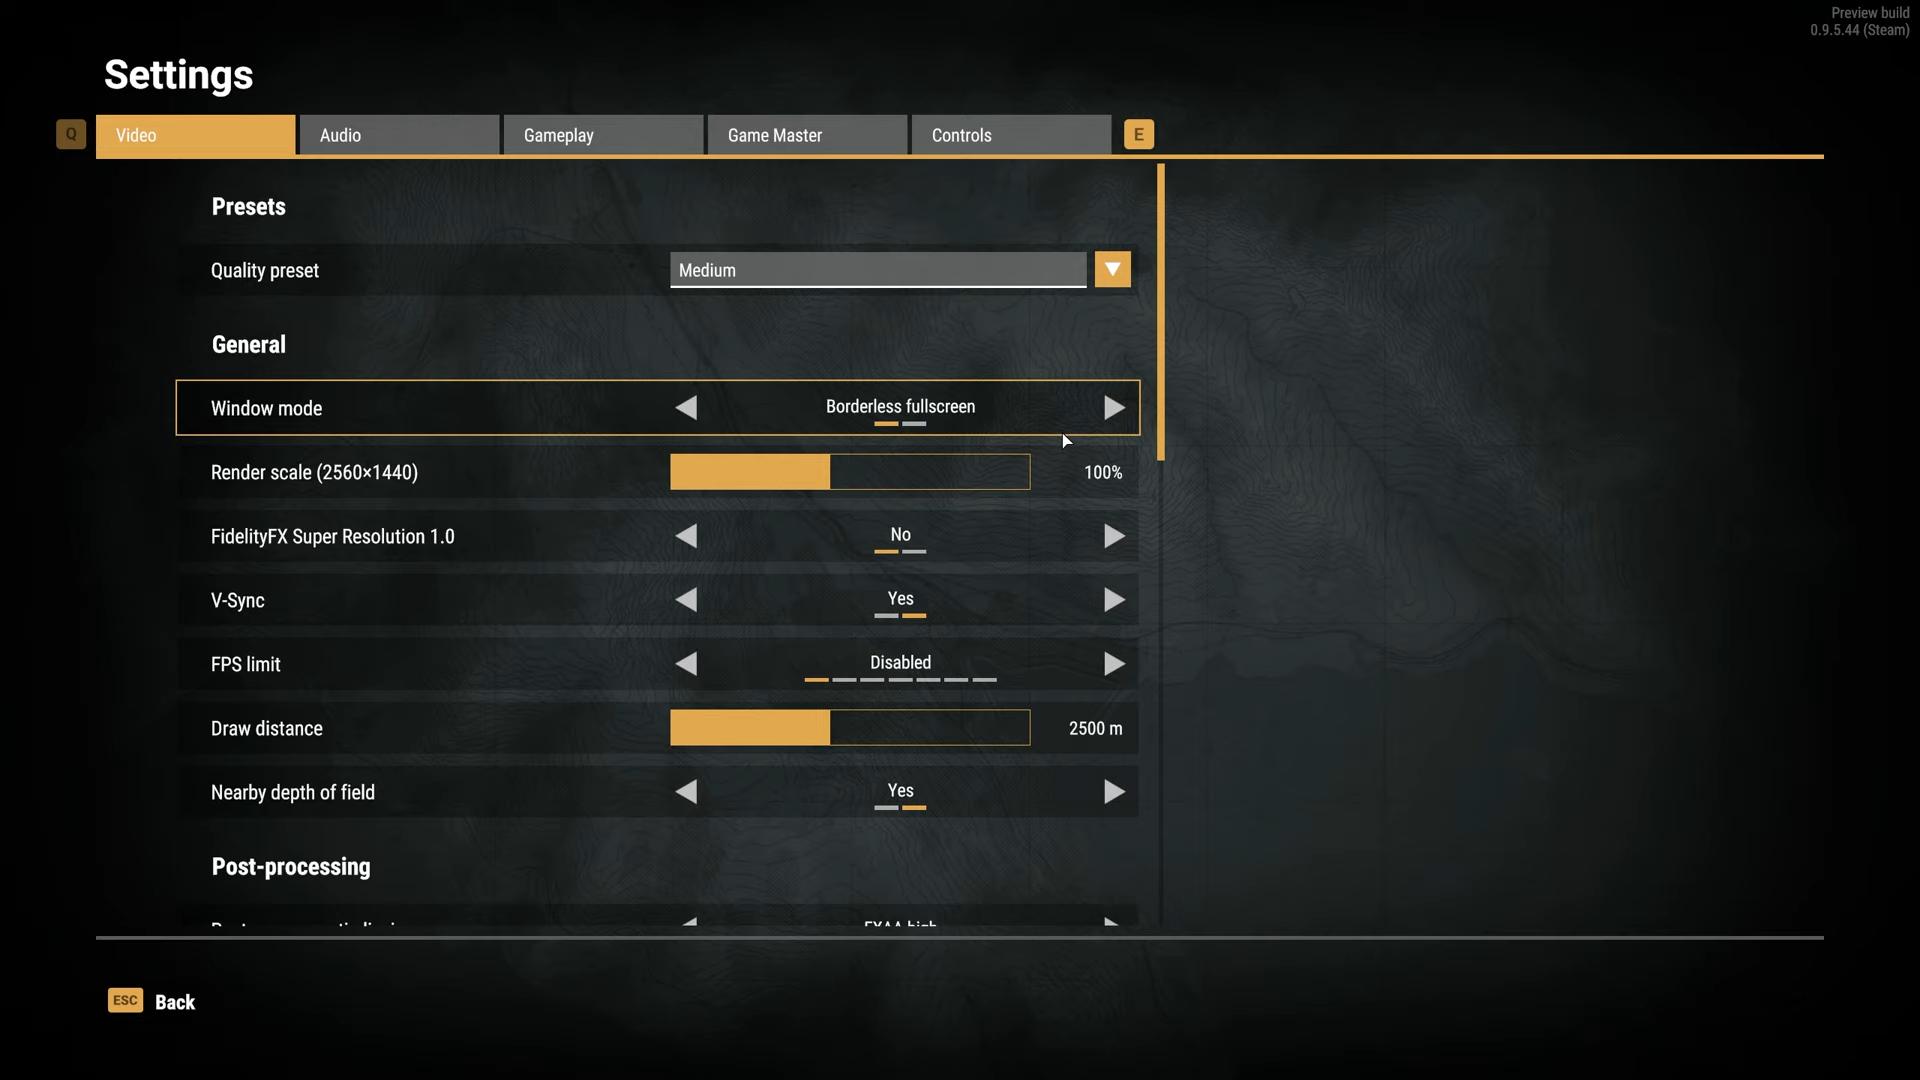 Preview build
0.9.5.44 (Steam)
Settings
Q Video Audio Gameplay Game Master Controls E
Presets
Quality preset Medium
General
Window mode Borderless fullscreen
Render scale (2560×1440) 100%
FidelityFX Super Resolution 1.0 No
V-Sync Yes
FPS limit Disabled
Draw distance 2500 m
Nearby depth of field Yes
Post-processing
FXAA high
ESC Back